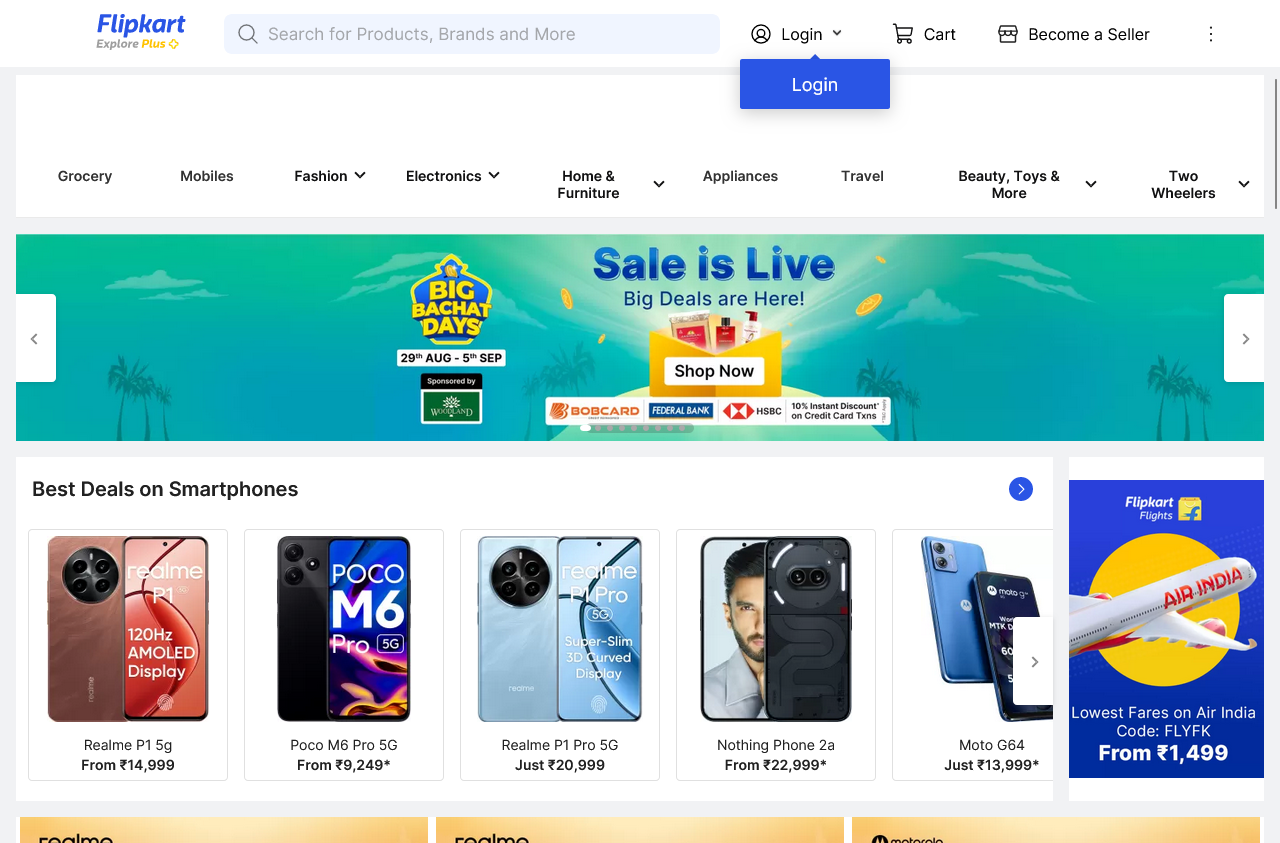 Flipkart
Explore Plus
Search for Products, Brands and More
Login
Cart
Become a Seller
Login
Grocery
Mobiles
Fashion
Electronics
Home &
Furniture
Appliances
Travel
Beauty, Toys &
More
Two
Wheelers
BIG
BACHAT
DAYS
29th AUG - 5th SEP
Sponsored by
WOODLAND
Sale is Live
Big Deals are Here!
Shop Now
BOBCARD
FEDERAL BANK
HSBC
10% Instant Discount*
on Credit Card Txns
Best Deals on Smartphones
realme
P1 5G
120Hz
AMOLED
Display
realme
Realme P1 5g
From ₹14,999
POCO
M6
Pro 5G
Poco M6 Pro 5G
From ₹9,249*
realme
P1 Pro
5G
Super-Slim
3D Curved
Display
realme
Realme P1 Pro 5G
Just ₹20,999
Nothing Phone 2a
From ₹22,999*
moto g
Moto G64
Just ₹13,999*
Flipkart
Flights
AIR INDIA
Lowest Fares on Air India
Code: FLYFK
From ₹1,499
realme
realme
motorola